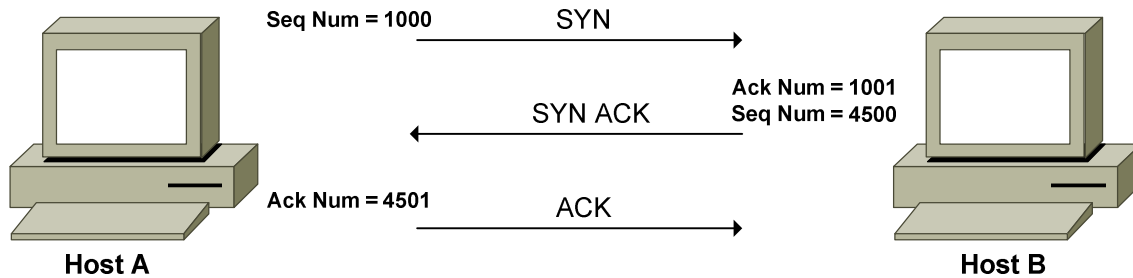 Seq Num = 1000
SYN
Ack Num = 1001
Seq Num = 4500
SYN ACK
Ack Num = 4501
ACK
Host A
Host B